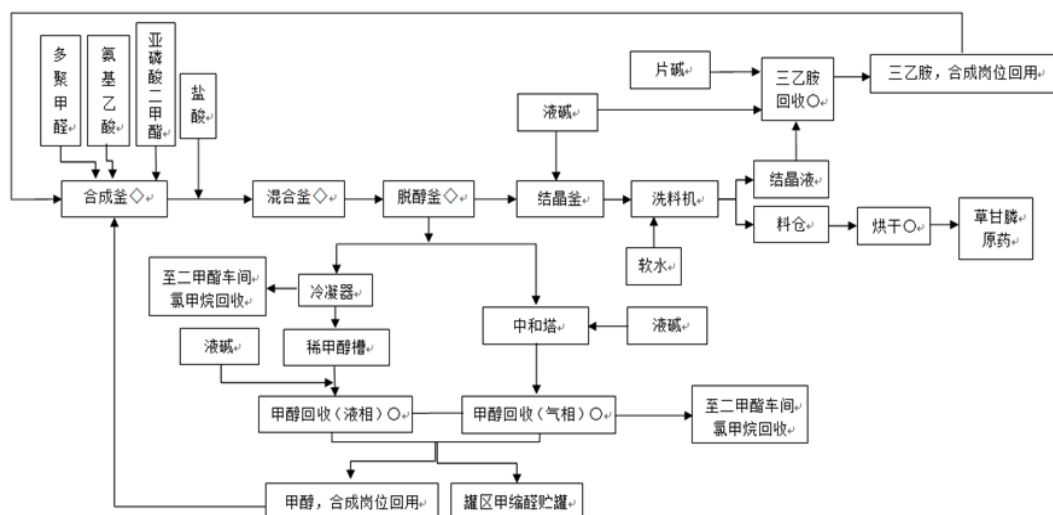 多聚甲醛
氨基乙酸
亚磷酸二甲酯
盐酸
片碱
液碱
三乙胺
回收〇
三乙胺，合成岗位回用
合成釜◇
混合釜◇
脱醇釜◇
结晶釜
洗料机
结晶液
料仓
烘干〇
草甘膦
原药
软水
至二甲酯车间
氯甲烷回收
冷凝器
中和塔
液碱
液碱
稀甲醇槽
甲醇回收（液相）〇
甲醇回收（气相）〇
至二甲酯车间
氯甲烷回收
甲醇，合成岗位回用
罐区甲缩醛贮罐